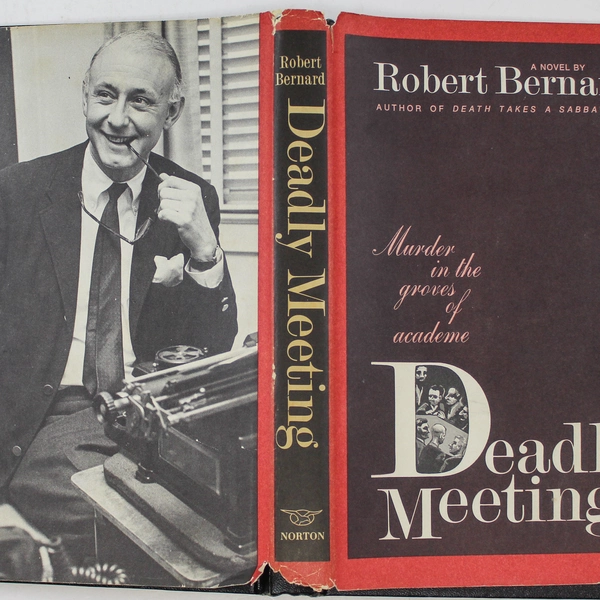 Robert
Bernard
Deadly Meeting
NORTON
A NOVEL BY
Robert Berna
AUTHOR OF DEATH TAKES A SABBA
Murder
in the
groves
of
academe
Deadl
Meeting